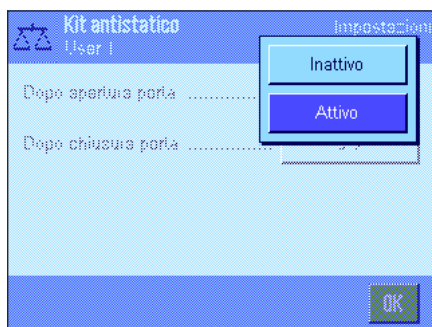 Kit antistatico
Impostazioni
User 1
Inattivo
Dopo apertura porta ............
Attivo
Dopo chiusura porta ..............
OK